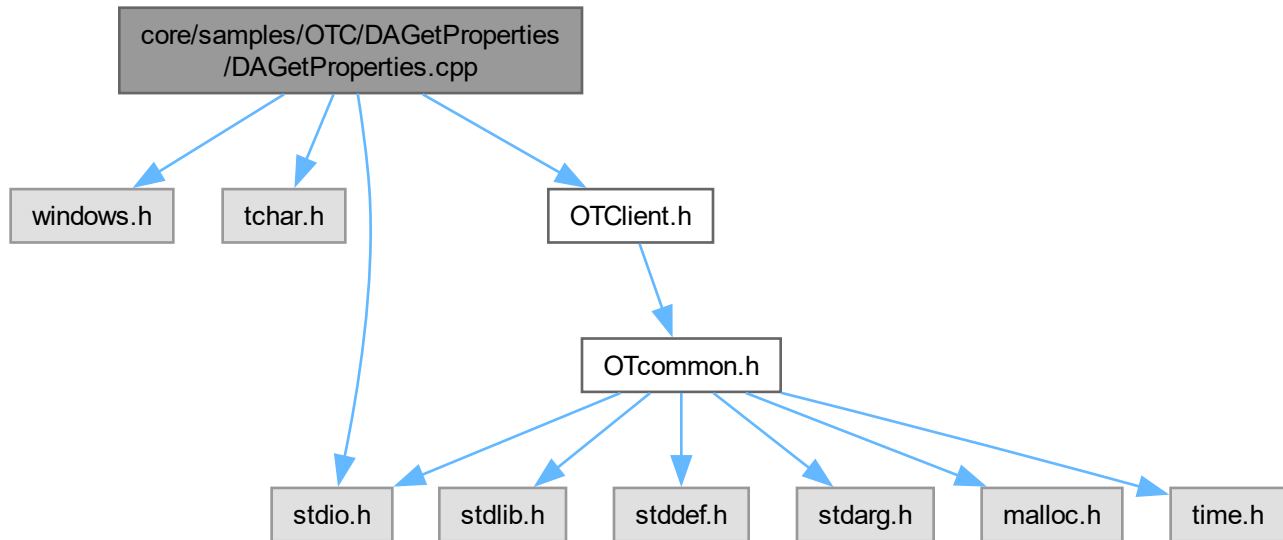 core/samples/OTC/DAGetProperties
/DAGetProperties.cpp
windows.h
tchar.h
OTClient.h
OTcommon.h
stdio.h
stdlib.h
stddef.h
stdarg.h
malloc.h
time.h